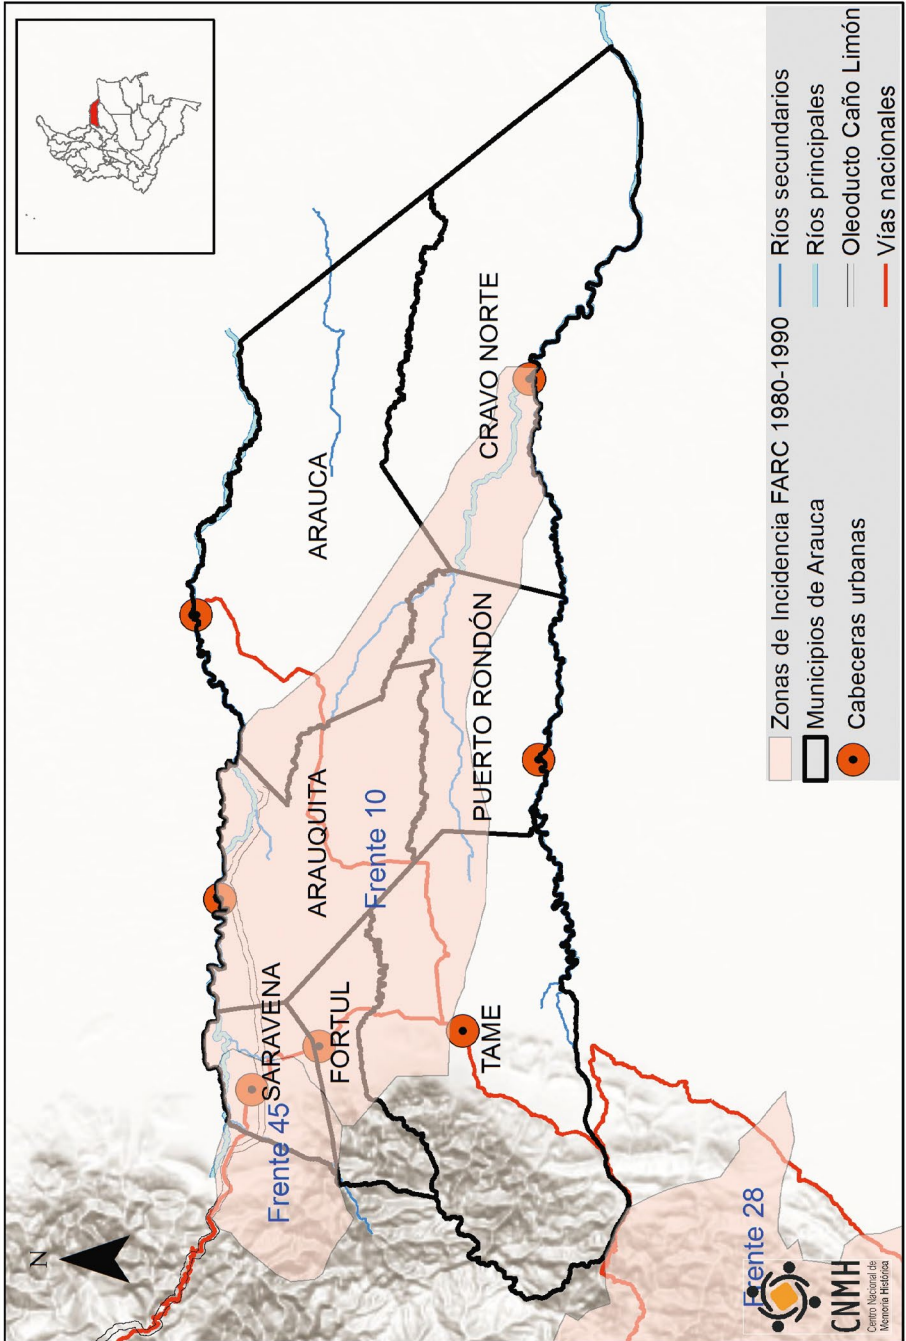 N
ARAUCA
CRAVO NORTE
SARAVENA
ARAUQUITA
FORTUL
PUERTO RONDÓN
TAME
Frente 45
Frente 10
Frente 28
Zonas de Incidencia FARC 1980-1990
Municipios de Arauca
Cabeceras urbanas
Ríos secundarios
Ríos principales
Oleoducto Caño Limón
Vías nacionales
CNMH
Centro Nacional de
Memoria Histórica